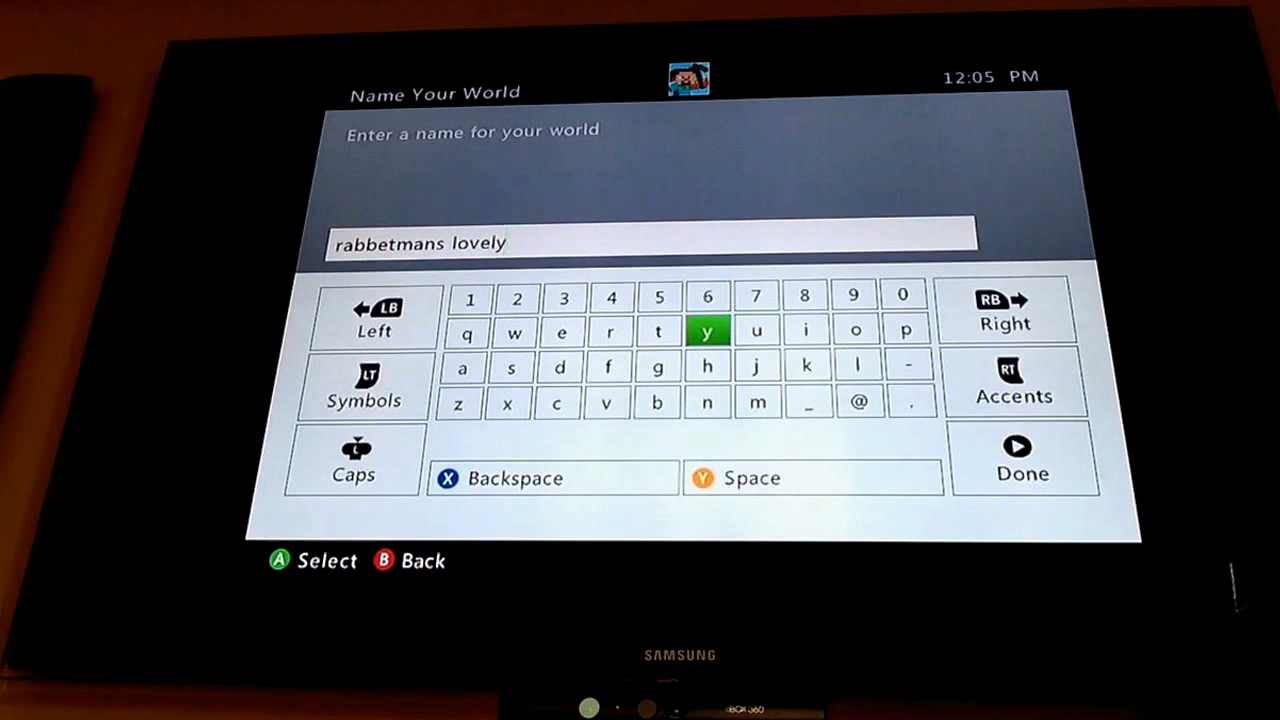 Name Your World
12:05 PM
Enter a name for your world
rabbetmans lovely
LB
Left
1 2 3 4 5 6 7 8 9 0
RB
Right
q w e r t y u i o p
LT
Symbols
a s d f g h j k l -
RT
Accents
z x c v b n m _ @ .
L
Caps
X Backspace
Y Space
Done
A Select B Back
SAMSUNG
XBOX 360